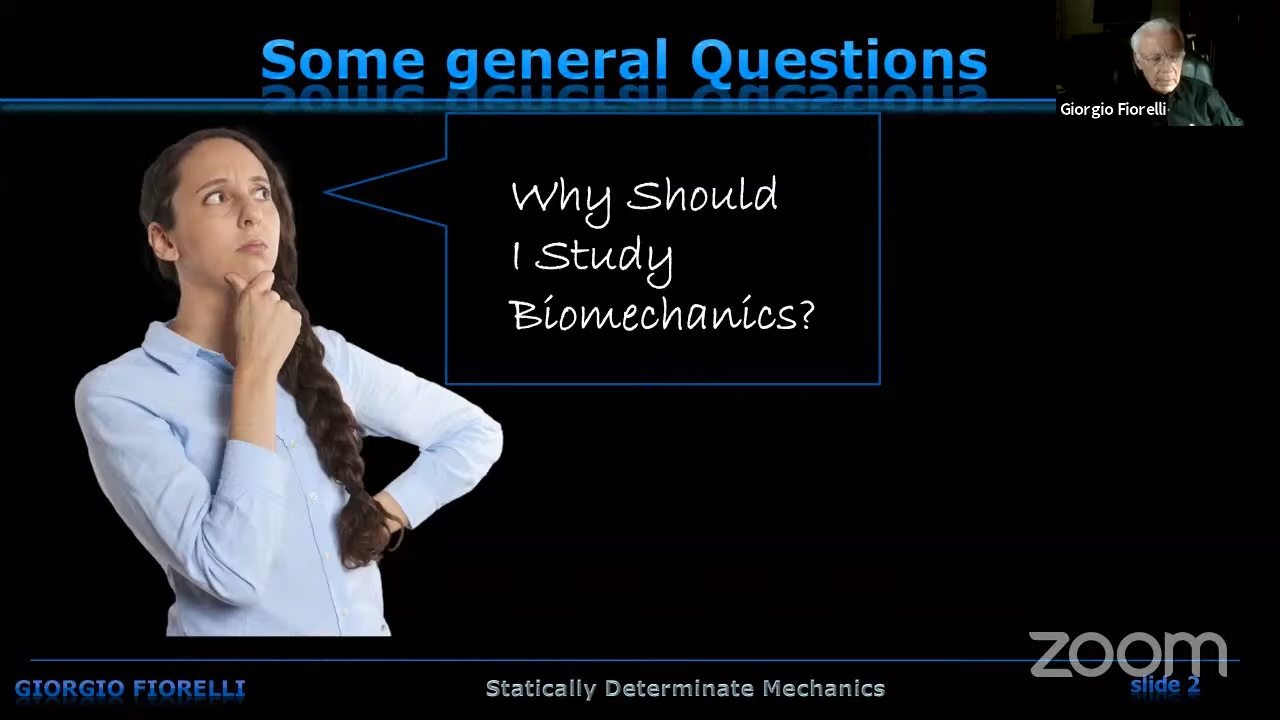 Some general Questions
Giorgio Fiorelli
Why Should
I Study
Biomechanics?
zoom
GIORGIO FIORELLI
Statically Determinate Mechanics
slide 2